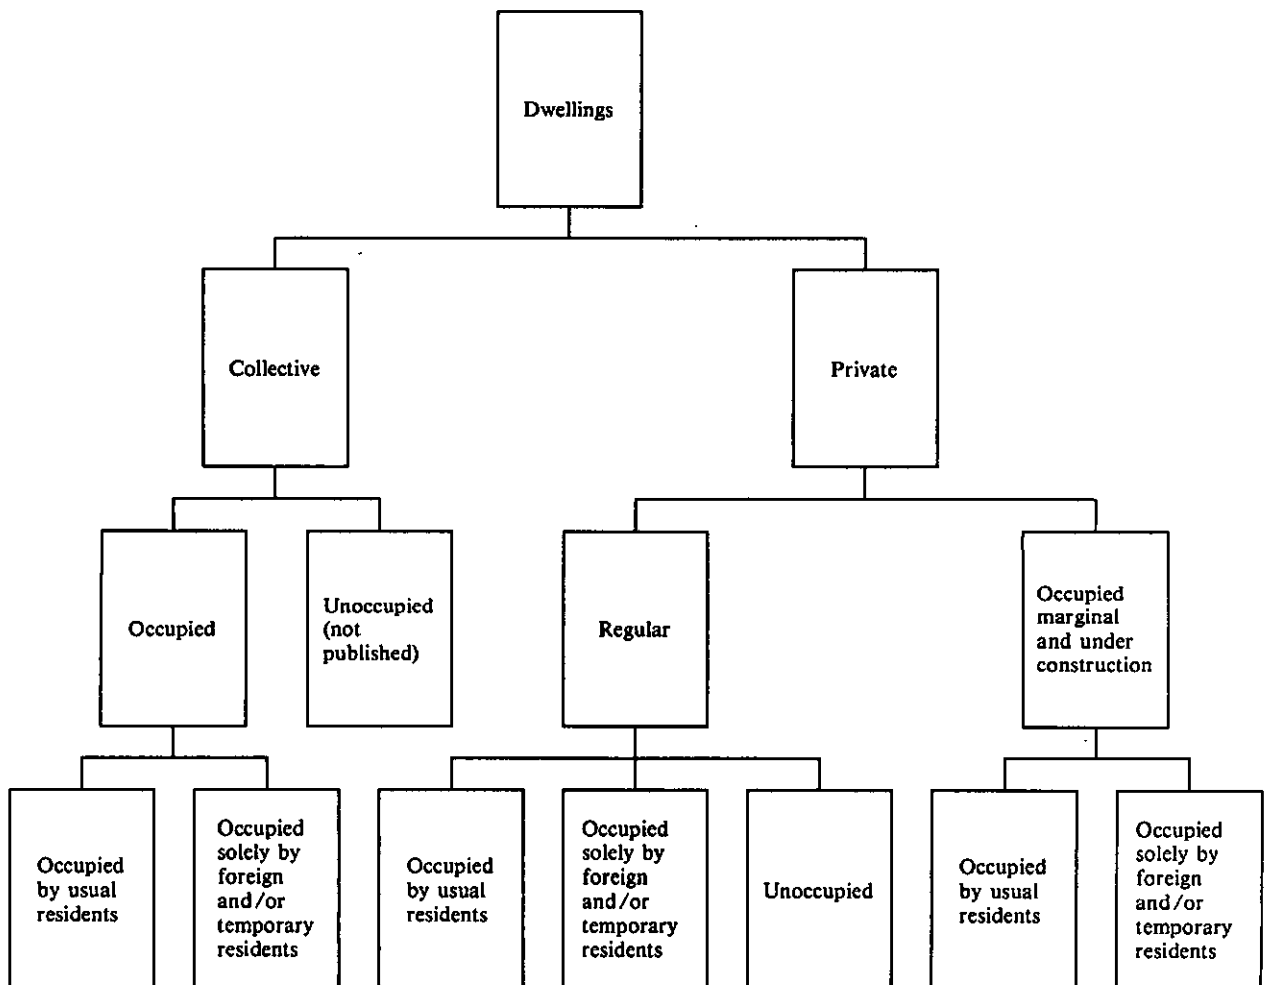 Dwellings
Collective
Private
Occupied
Unoccupied
(not
published)
Regular
Occupied
marginal
and under
construction
Occupied
by usual
residents
Occupied
solely by
foreign
and/or
temporary
residents
Occupied
by usual
residents
Occupied
solely by
foreign
and/or
temporary
residents
Unoccupied
Occupied
by usual
residents
Occupied
solely by
foreign
and/or
temporary
residents